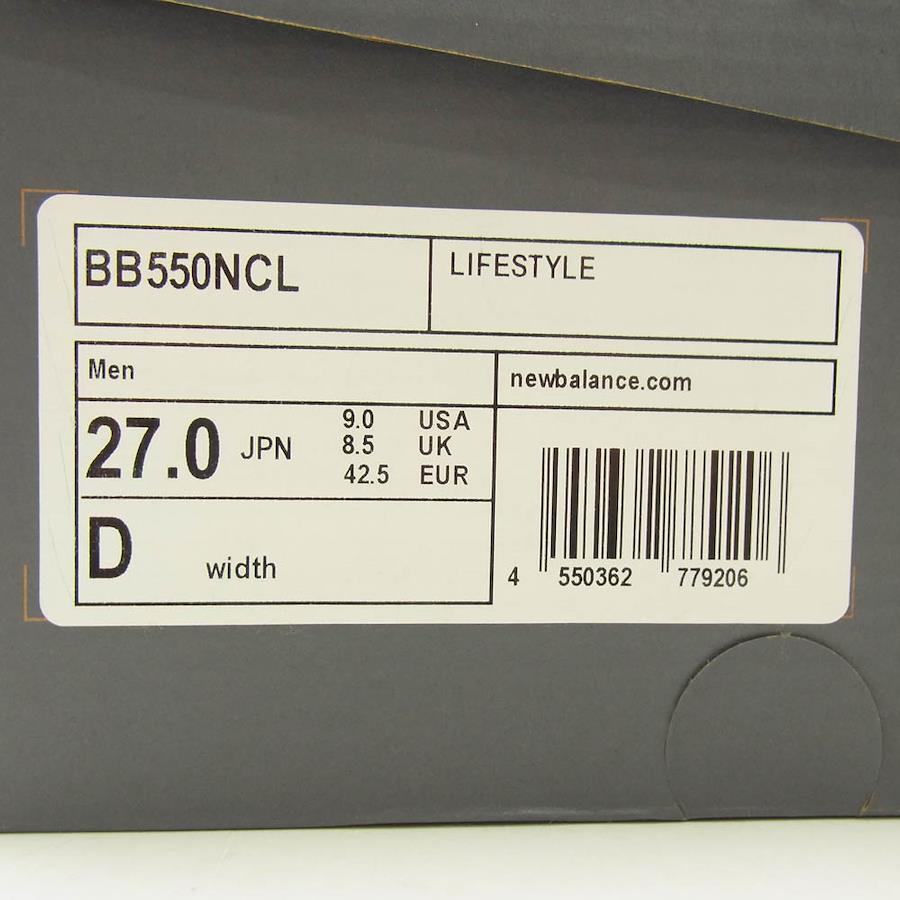 BB550NCL
LIFESTYLE
Men
newbalance.com
27.0 JPN
9.0 USA
8.5 UK
42.5 EUR
D width
4 550362 779206